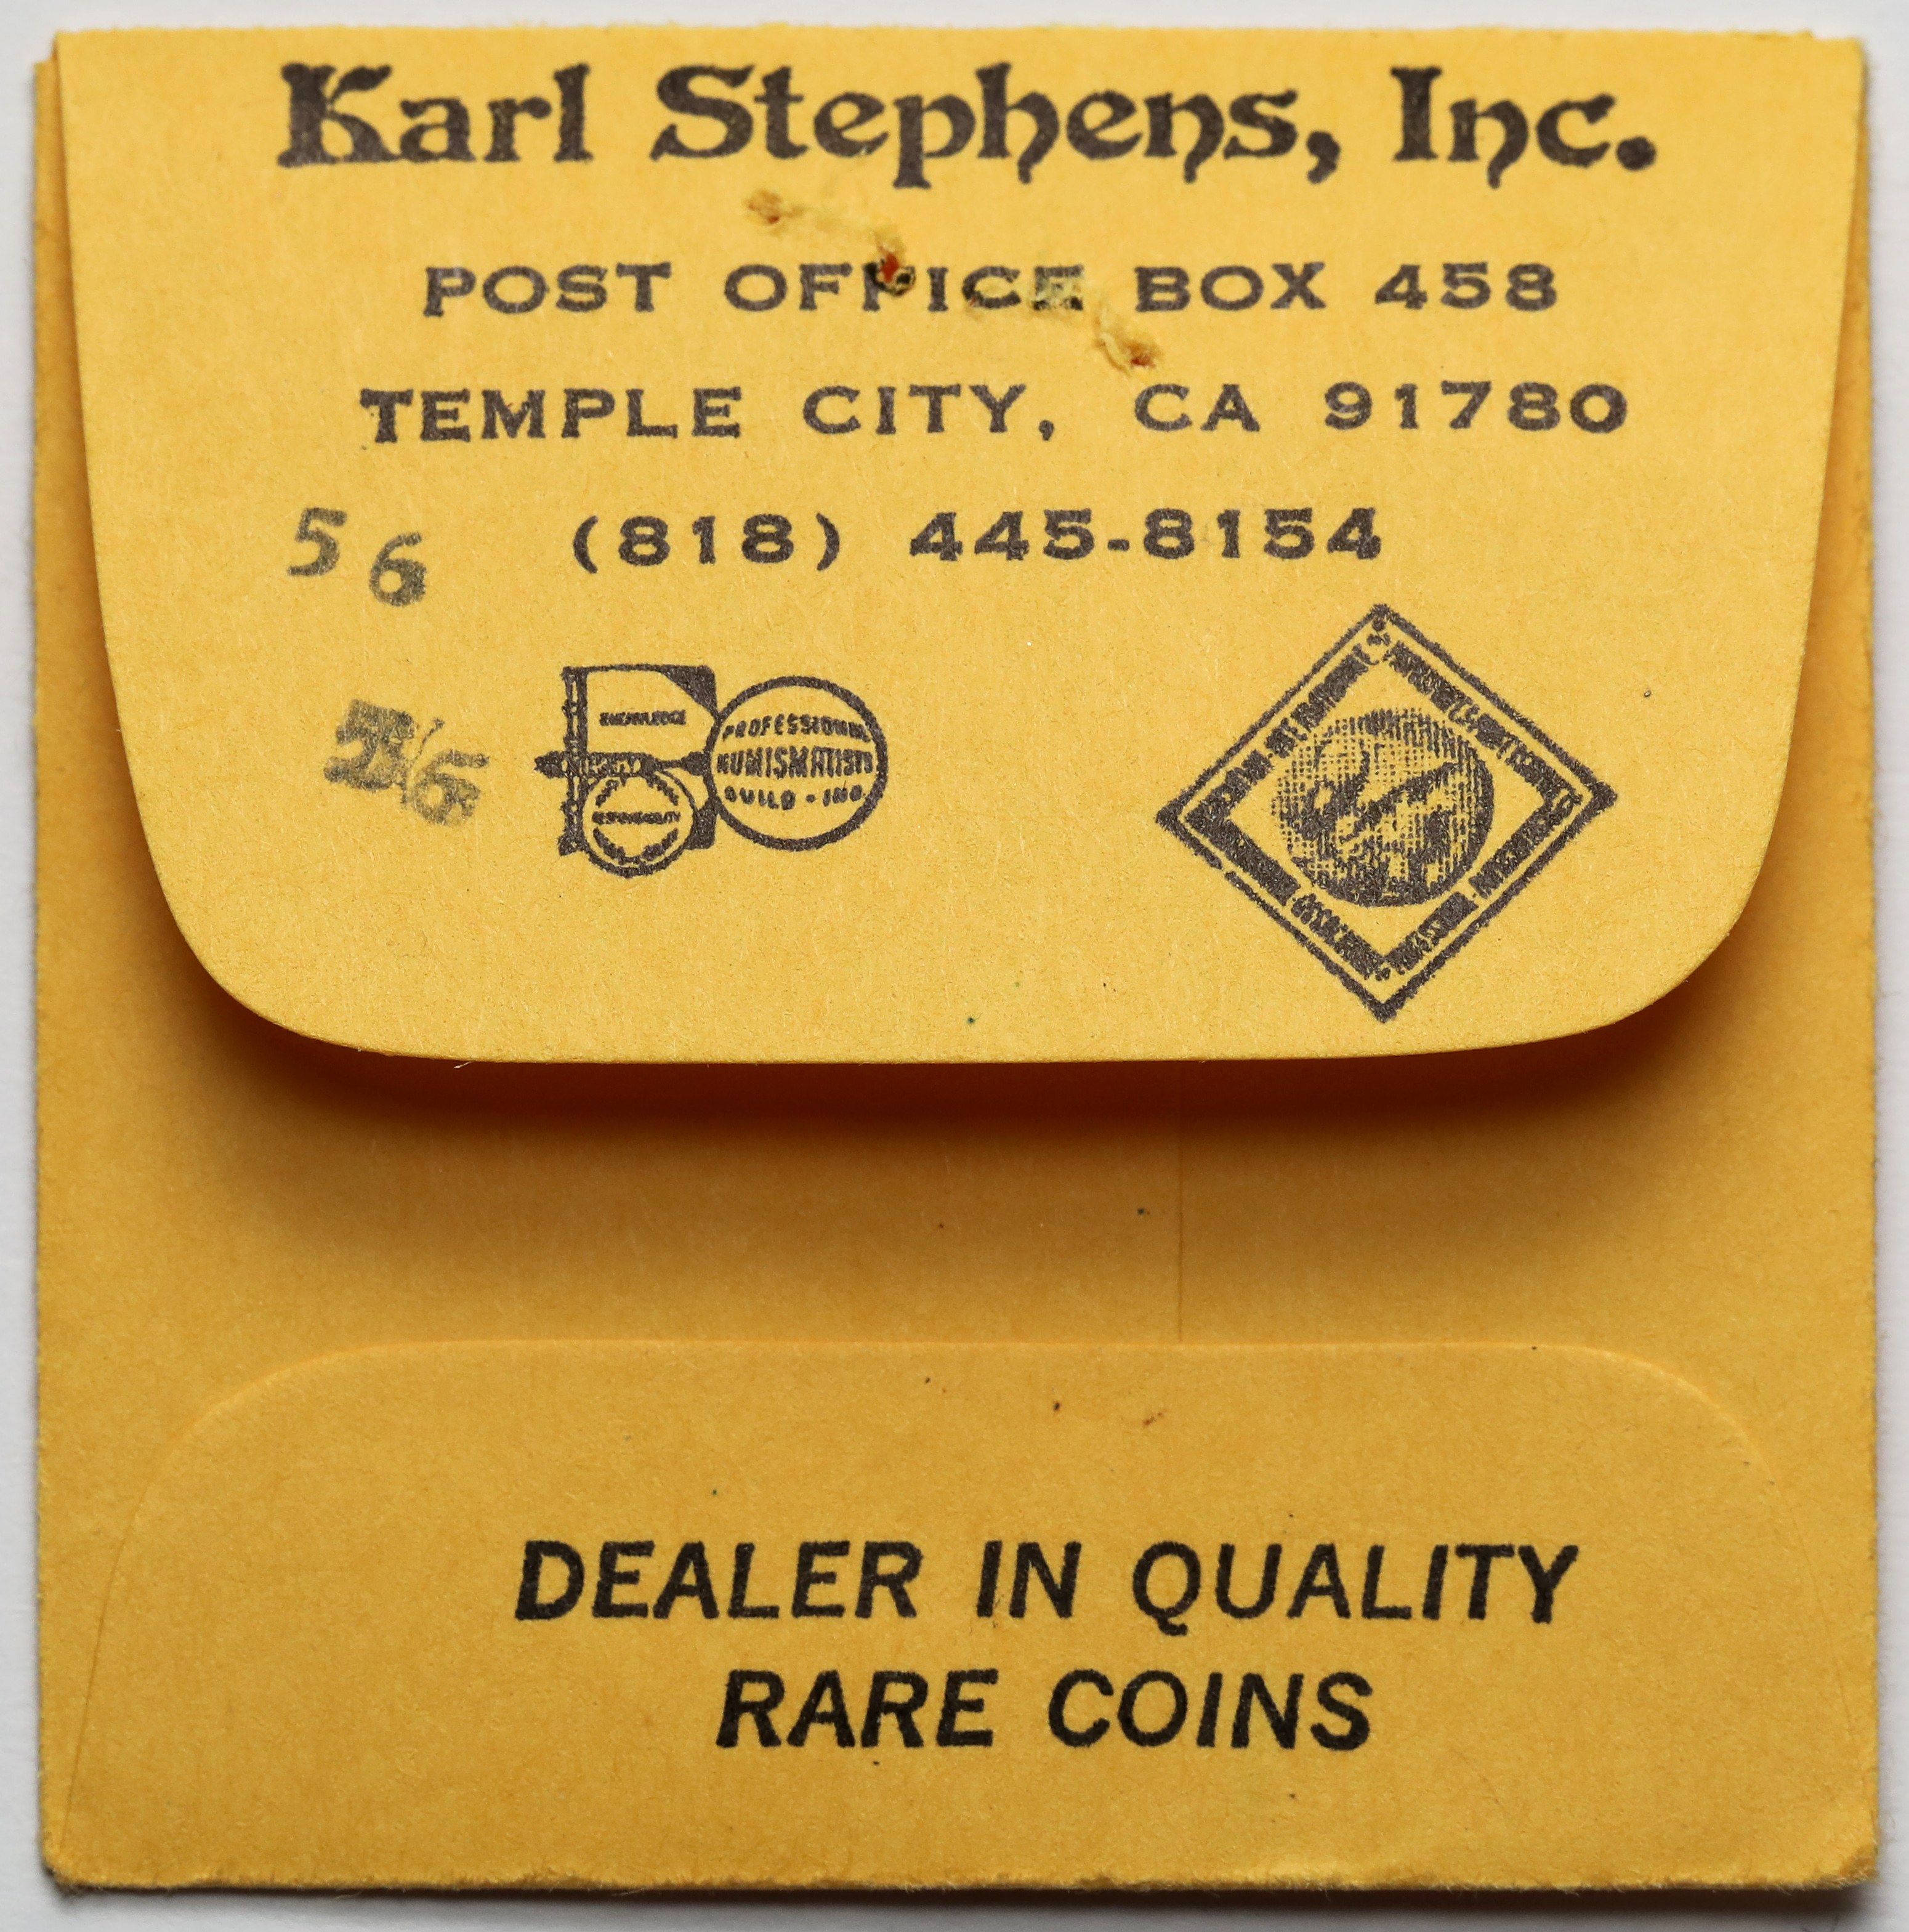 Karl Stephens, Inc.
POST OFFICE BOX 458
TEMPLE CITY, CA 91780
(818) 445-8154
56
KNOWLEDGE
PROFESSIONAL
NUMISMATISTS
GUILD · INC.
DEALER IN QUALITY
RARE COINS